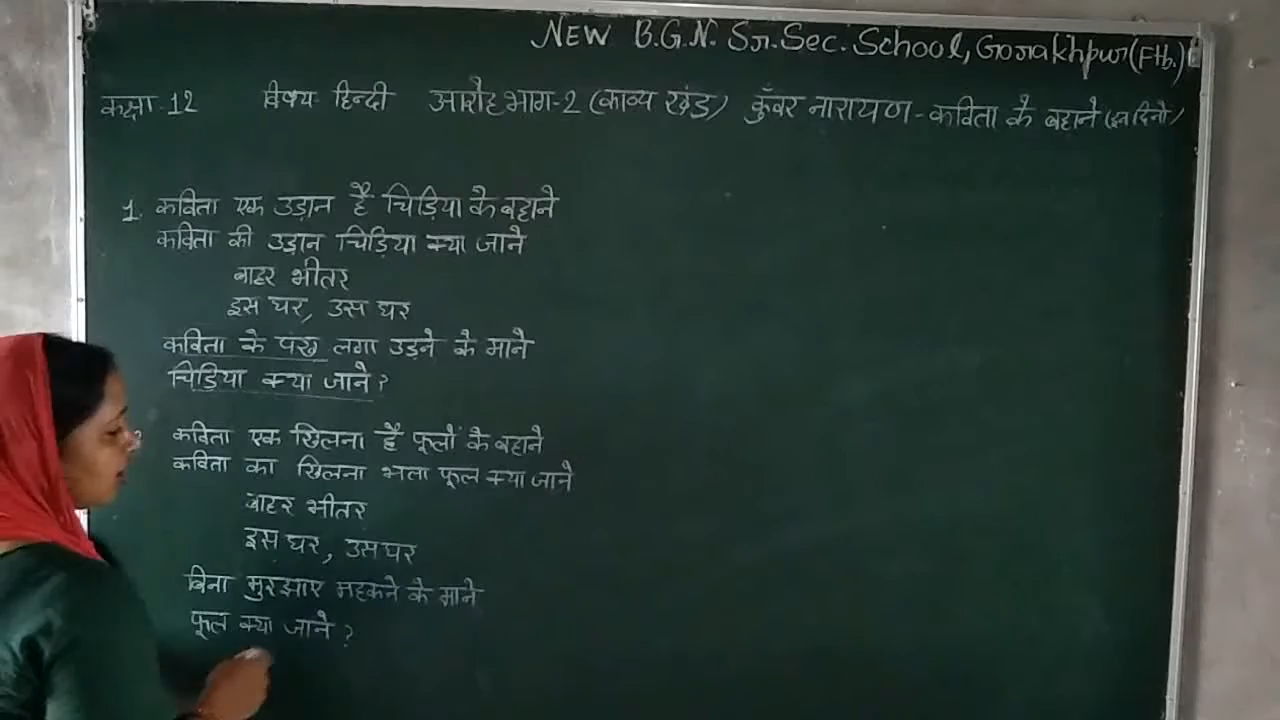 NEW B.G.N. Sr. Sec. School, Gorakhpur (Ftb.)
कक्षा-12 विषय- हिन्दी आरोह भाग-2 (काव्य खंड) कुँवर नारायण - कविता के बहाने (इन दिनों)
1. कविता एक उड़ान है चिड़िया के बहाने
कविता की उड़ान चिड़िया क्या जाने
बाहर भीतर
इस घर, उस घर
कविता के पंख लगा उड़ने के माने
चिड़िया क्या जाने?
कविता एक खिलना है फूलों के बहाने
कविता का खिलना भला फूल क्या जाने
बाहर भीतर
इस घर, उस घर
बिना मुरझाए महकने के माने
फूल क्या जाने?